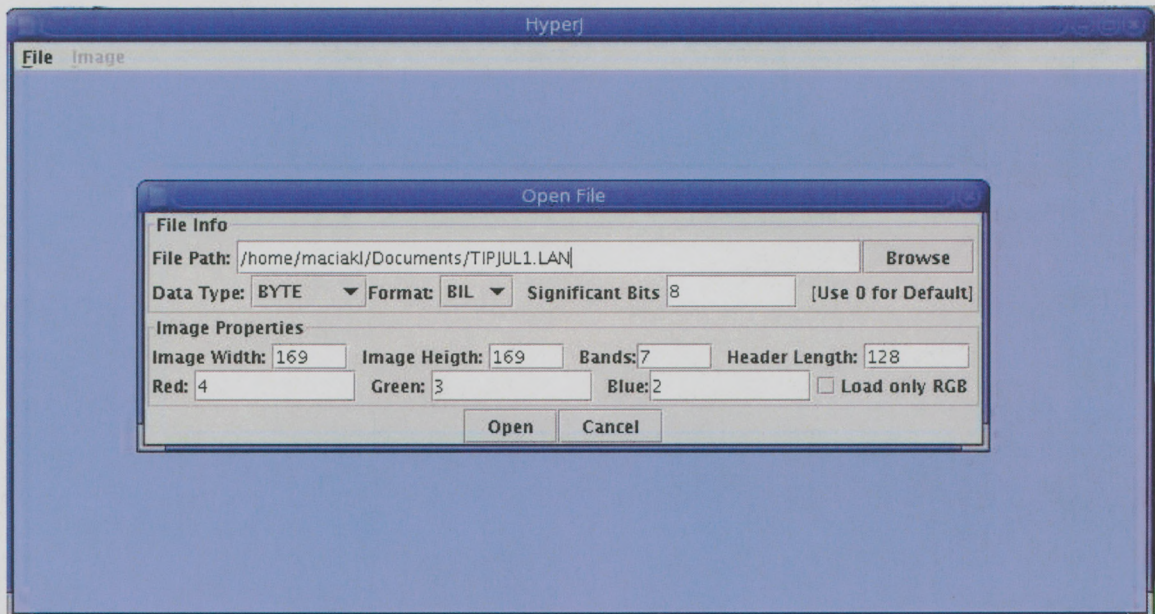 HyperJ
File Image
Open File
File Info
File Path: /home/maciakl/Documents/TIPJUL1.LAN Browse
Data Type: BYTE Format: BIL Significant Bits 8 [Use 0 for Default]
Image Properties
Image Width: 169 Image Heigth: 169 Bands: 7 Header Length: 128
Red: 4 Green: 3 Blue: 2 Load only RGB
Open Cancel